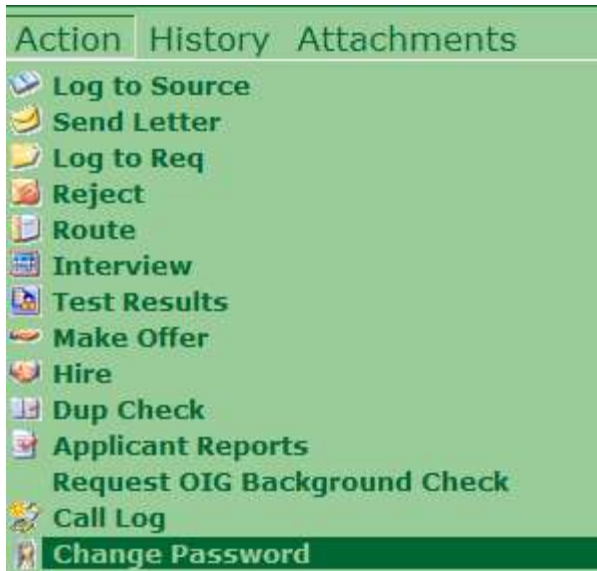 Action History Attachments
Log to Source
Send Letter
Log to Req
Reject
Route
Interview
Test Results
Make Offer
Hire
Dup Check
Applicant Reports
Request OIG Background Check
Call Log
Change Password